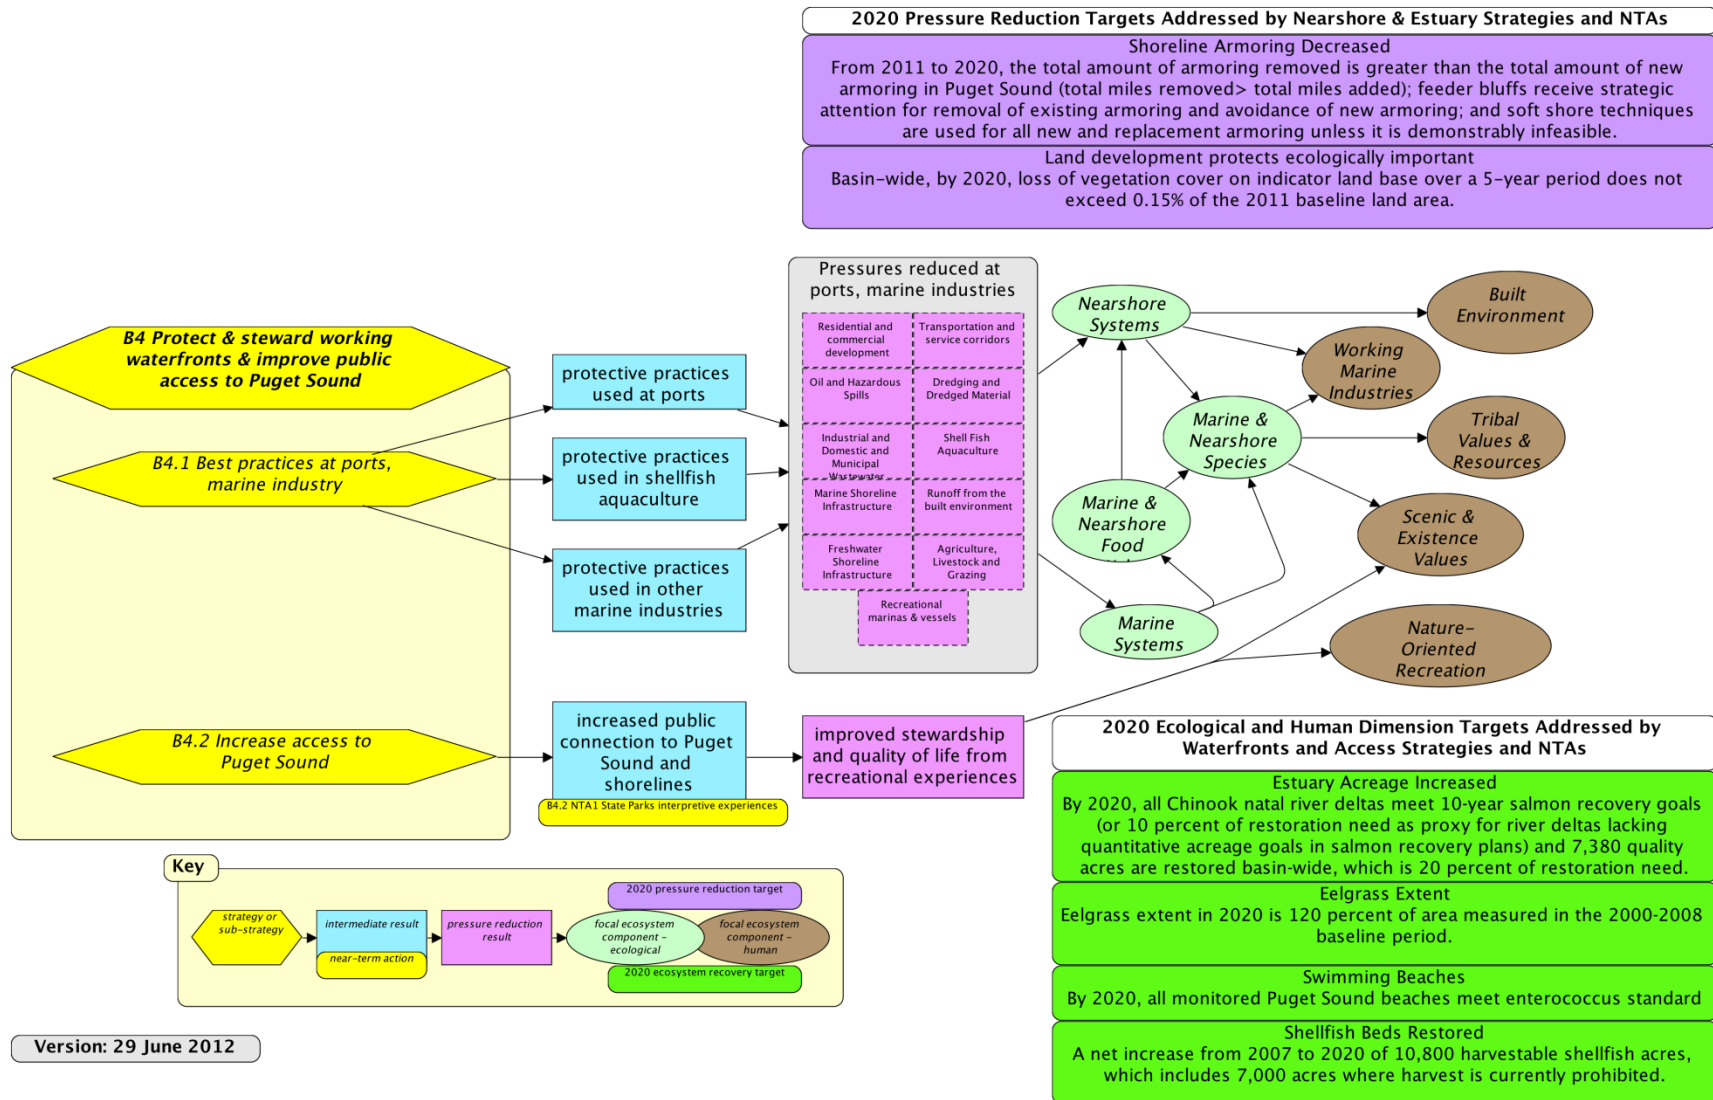 2020 Pressure Reduction Targets Addressed by Nearshore & Estuary Strategies and NTAs
Shoreline Armoring Decreased
From 2011 to 2020, the total amount of armoring removed is greater than the total amount of new
armoring in Puget Sound (total miles removed> total miles added); feeder bluffs receive strategic
attention for removal of existing armoring and avoidance of new armoring; and soft shore techniques
are used for all new and replacement armoring unless it is demonstrably infeasible.
Land development protects ecologically important
Basin-wide, by 2020, loss of vegetation cover on indicator land base over a 5-year period does not
exceed 0.15% of the 2011 baseline land area.
B4 Protect & steward working
waterfronts & improve public
access to Puget Sound
B4.1 Best practices at ports,
marine industry
B4.2 Increase access to
Puget Sound
protective practices
used at ports
protective practices
used in shellfish
aquaculture
protective practices
used in other
marine industries
increased public
connection to Puget
Sound and
shorelines
B4.2 NTA1 State Parks interpretive experiences
Pressures reduced at
ports, marine industries
Residential and
commercial
development
Transportation and
service corridors
Oil and Hazardous
Spills
Dredging and
Dredged Material
Industrial and
Domestic and
Municipal
Wastewater
Shell Fish
Aquaculture
Marine Shoreline
Infrastructure
Runoff from the
built environment
Freshwater
Shoreline
Infrastructure
Agriculture,
Livestock and
Grazing
Recreational
marinas & vessels
improved stewardship
and quality of life from
recreational experiences
Nearshore
Systems
Marine &
Nearshore
Species
Marine &
Nearshore
Food
Marine
Systems
Built
Environment
Working
Marine
Industries
Tribal
Values &
Resources
Scenic &
Existence
Values
Nature-
Oriented
Recreation
2020 Ecological and Human Dimension Targets Addressed by
Waterfronts and Access Strategies and NTAs
Estuary Acreage Increased
By 2020, all Chinook natal river deltas meet 10-year salmon recovery goals
(or 10 percent of restoration need as proxy for river deltas lacking
quantitative acreage goals in salmon recovery plans) and 7,380 quality
acres are restored basin-wide, which is 20 percent of restoration need.
Eelgrass Extent
Eelgrass extent in 2020 is 120 percent of area measured in the 2000-2008
baseline period.
Swimming Beaches
By 2020, all monitored Puget Sound beaches meet enterococcus standard
Shellfish Beds Restored
A net increase from 2007 to 2020 of 10,800 harvestable shellfish acres,
which includes 7,000 acres where harvest is currently prohibited.
Key
strategy or
sub-strategy
intermediate result
near-term action
pressure reduction
result
2020 pressure reduction target
focal ecosystem
component -
ecological
focal ecosystem
component -
human
2020 ecosystem recovery target
Version: 29 June 2012